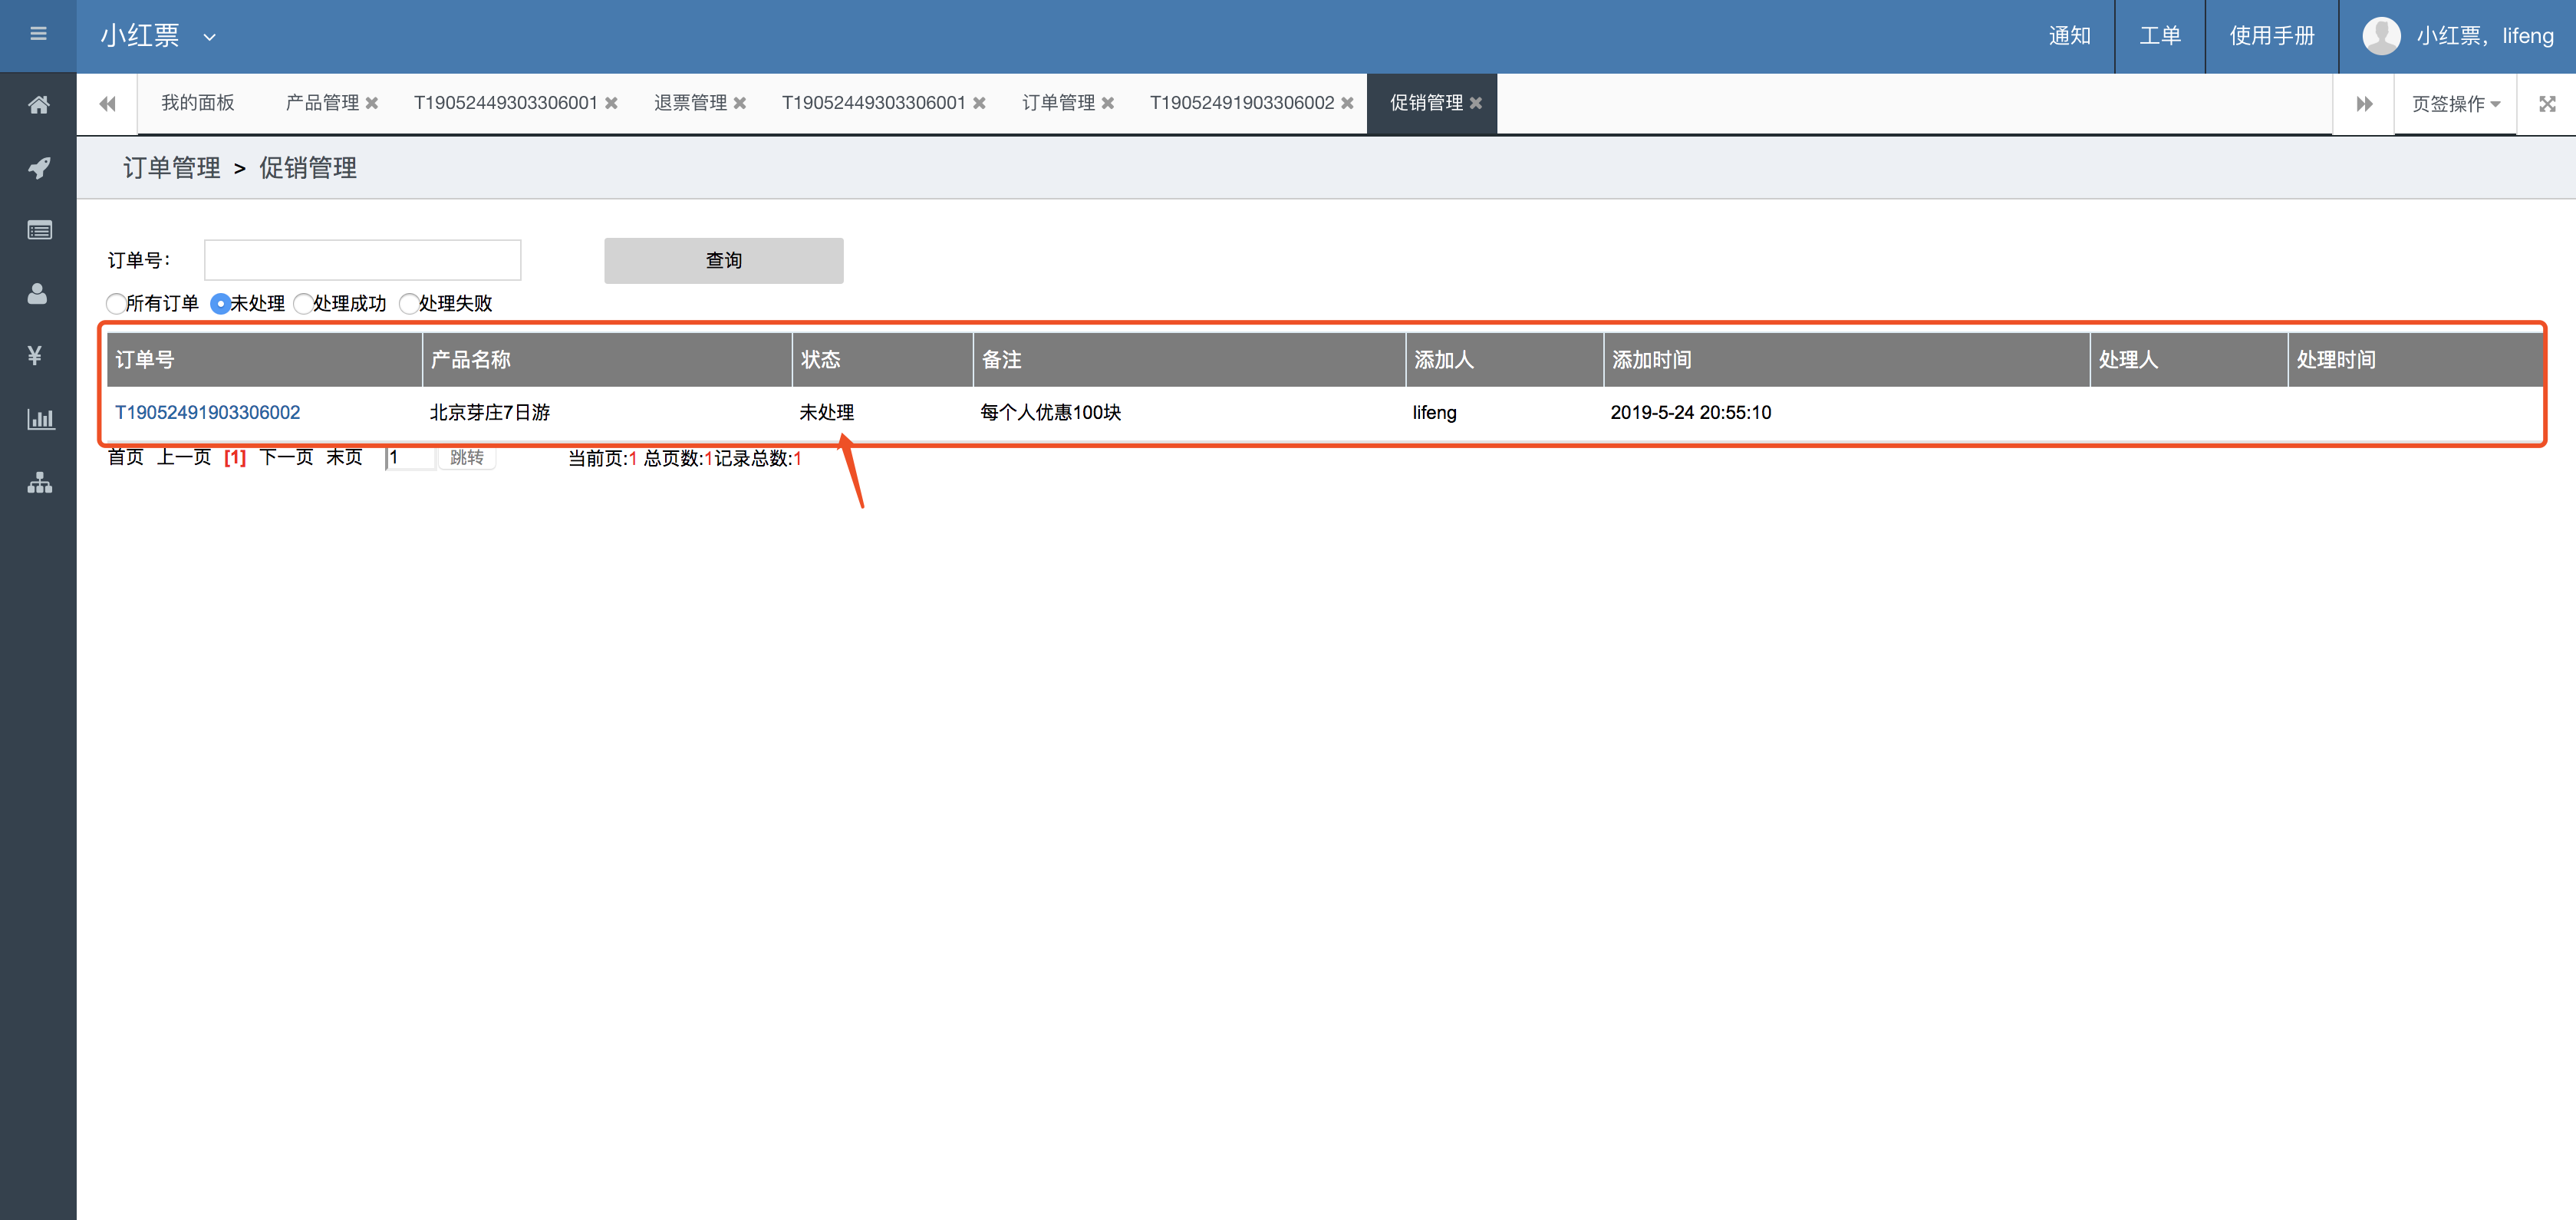 小红票 通知 工单 使用手册 小红票，lifeng
我的面板 产品管理 T19052449303306001 退票管理 T19052449303306001 订单管理 T19052491903306002 促销管理 页签操作
订单管理 > 促销管理
订单号： 查询
所有订单 未处理 处理成功 处理失败
订单号 产品名称 状态 备注 添加人 添加时间 处理人 处理时间
T19052491903306002 北京芽庄7日游 未处理 每个人优惠100块 lifeng 2019-5-24 20:55:10
首页 上一页 [1] 下一页 末页 1 跳转 当前页:1 总页数:1记录总数:1